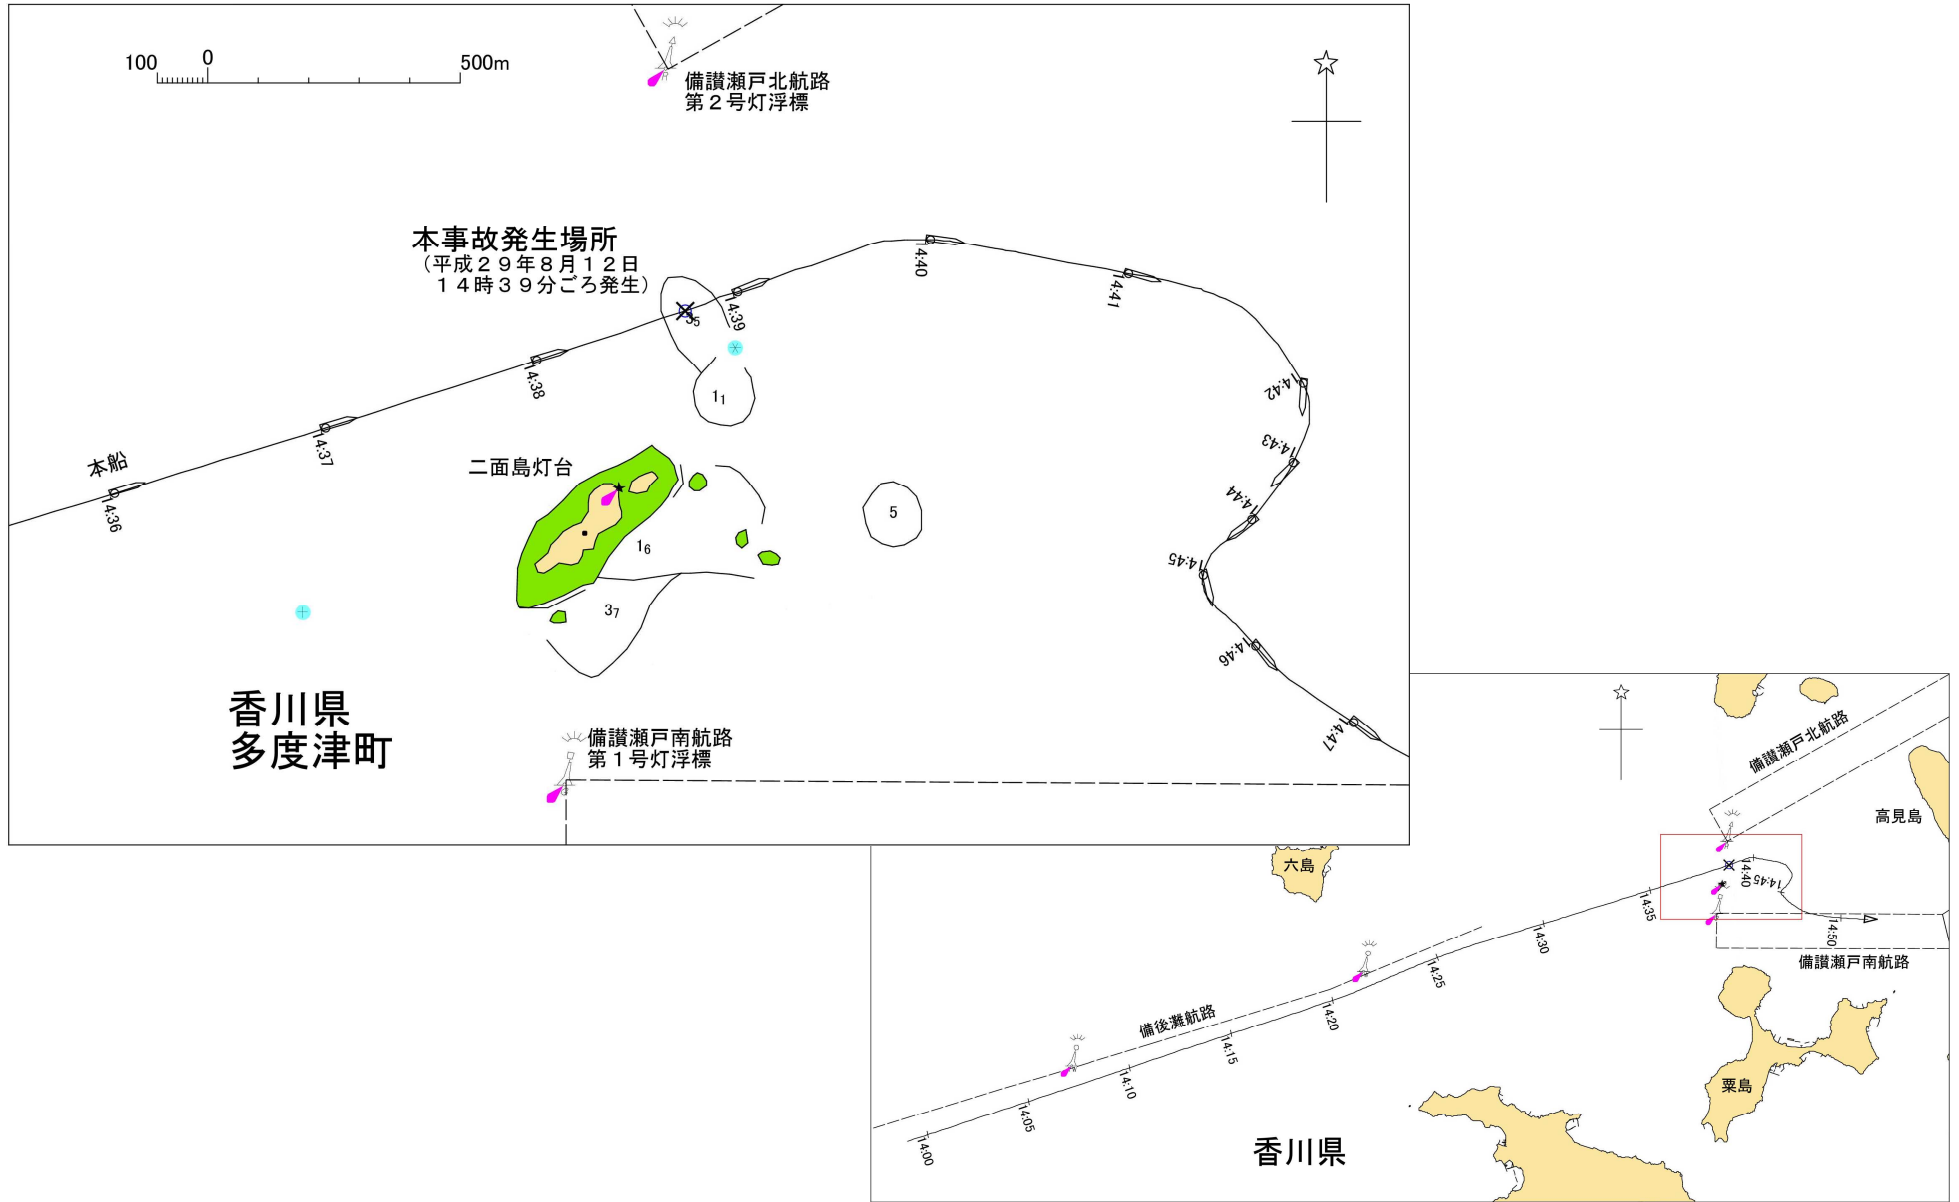 100 0 500m
備讃瀬戸北航路
第２号灯浮標
本事故発生場所
（平成２９年８月１２日
１４時３９分ごろ発生）
14:40
14:41
14:39
35
14:38
14:42
11
14:37
14:43
本船
二面島灯台
14:36
14:44
5
16
14:45
37
14:46
香川県
多度津町
備讃瀬戸南航路
第１号灯浮標
14:47
備讃瀬戸北航路
高見島
六島
14:40
14:45
14:35
14:50
14:30
備讃瀬戸南航路
14:25
備後灘航路
14:20
14:15
14:10
粟島
14:05
14:00
香川県